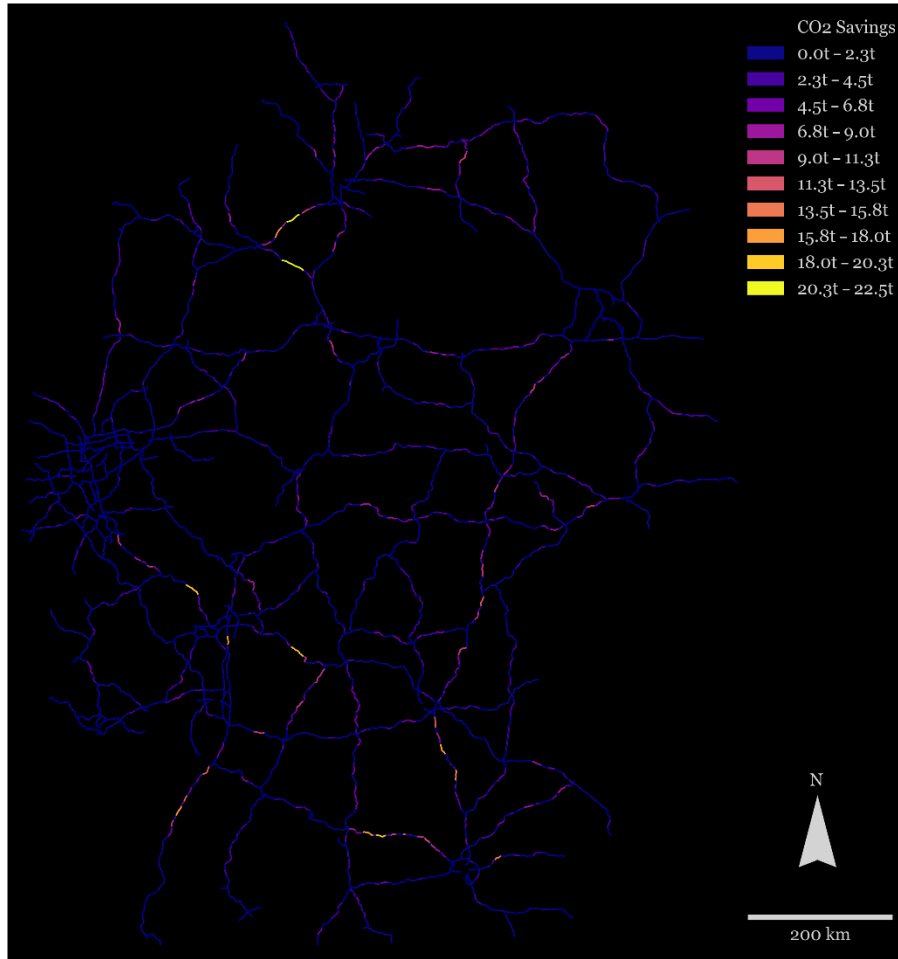 CO2 Savings
0.0t – 2.3t
2.3t – 4.5t
4.5t – 6.8t
6.8t – 9.0t
9.0t – 11.3t
11.3t – 13.5t
13.5t – 15.8t
15.8t – 18.0t
18.0t – 20.3t
20.3t – 22.5t
N
200 km